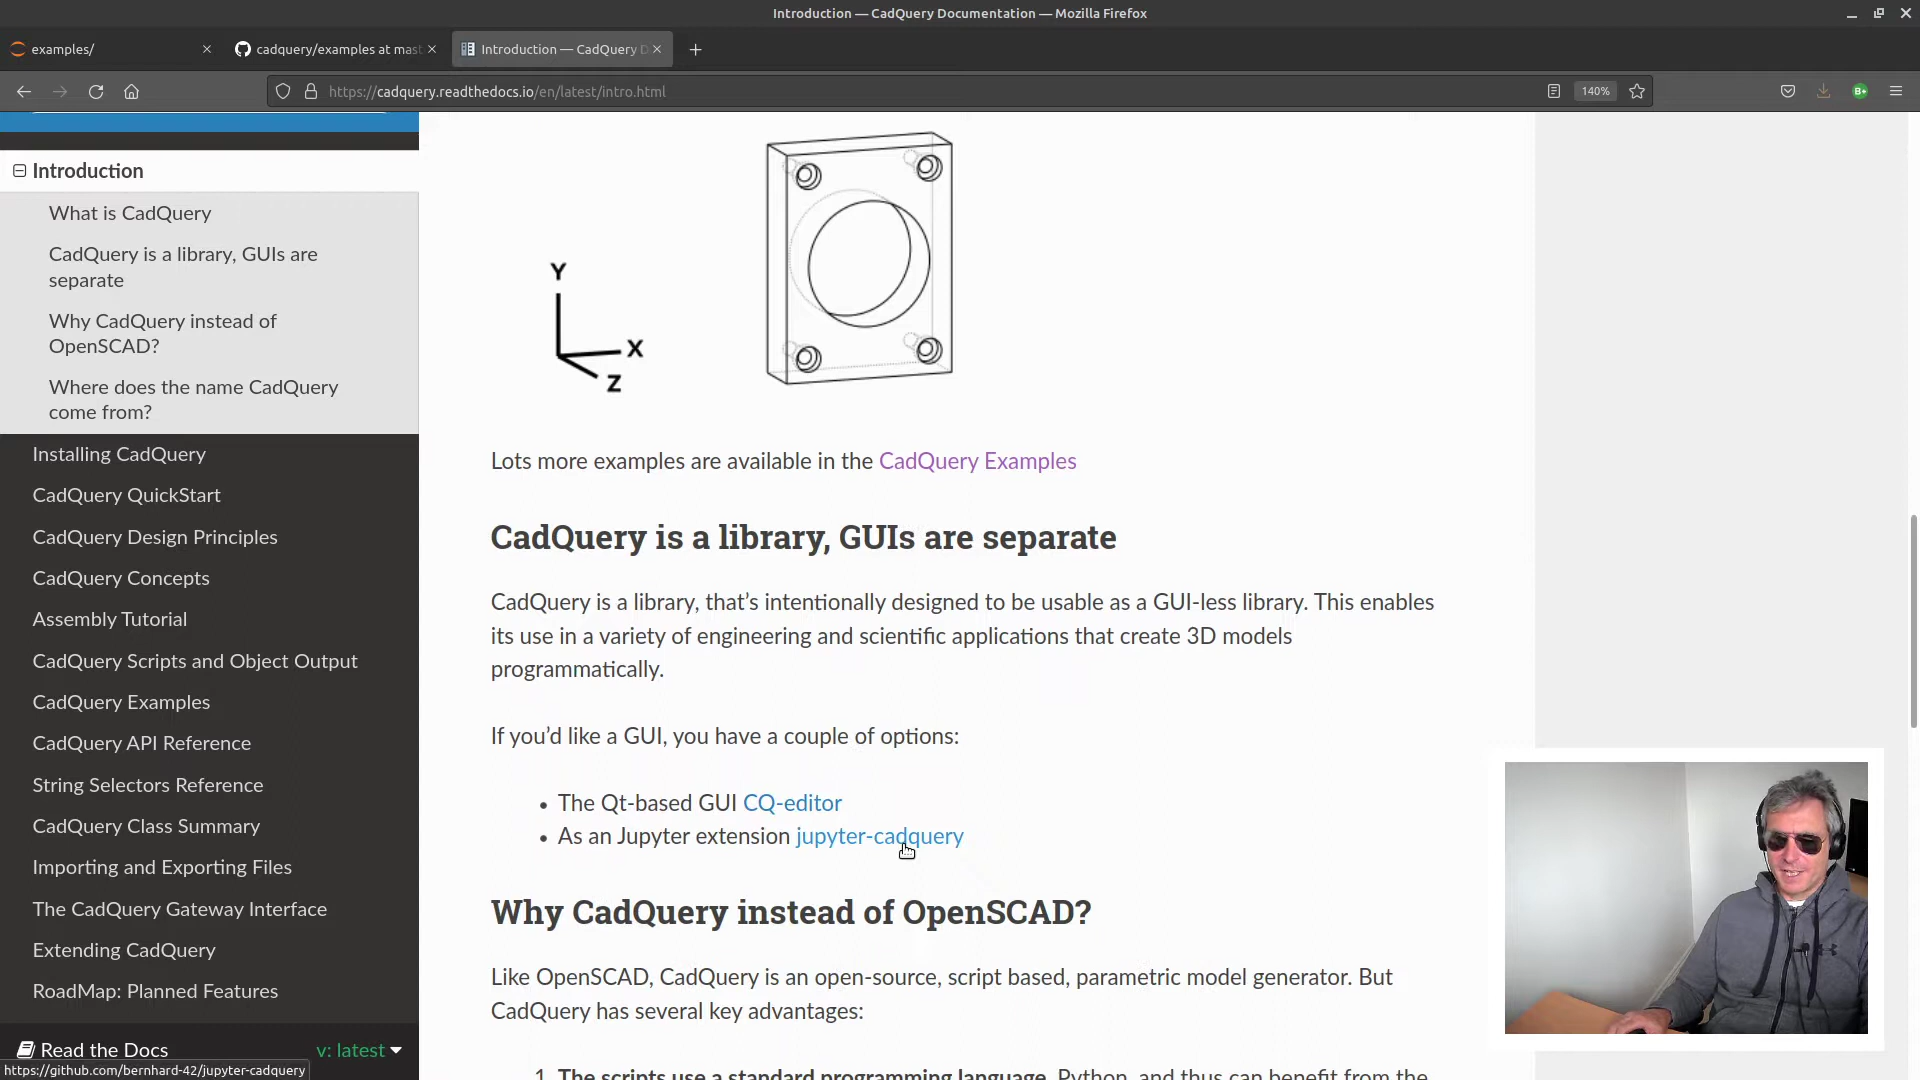 Introduction — CadQuery Documentation — Mozilla Firefox
examples/
cadquery/examples at mast
Introduction — CadQuery D
https://cadquery.readthedocs.io/en/latest/intro.html
140%
B+
Introduction
What is CadQuery
CadQuery is a library, GUIs are
separate
Why CadQuery instead of
OpenSCAD?
Where does the name CadQuery
come from?
Installing CadQuery
CadQuery QuickStart
CadQuery Design Principles
CadQuery Concepts
Assembly Tutorial
CadQuery Scripts and Object Output
CadQuery Examples
CadQuery API Reference
String Selectors Reference
CadQuery Class Summary
Importing and Exporting Files
The CadQuery Gateway Interface
Extending CadQuery
RoadMap: Planned Features
Read the Docs
v: latest
https://github.com/bernhard-42/jupyter-cadquery
Y
X
Z
Lots more examples are available in the CadQuery Examples
CadQuery is a library, GUIs are separate
CadQuery is a library, that’s intentionally designed to be usable as a GUI-less library. This enables
its use in a variety of engineering and scientific applications that create 3D models
programmatically.
If you’d like a GUI, you have a couple of options:
• The Qt-based GUI CQ-editor
• As an Jupyter extension jupyter-cadquery
Why CadQuery instead of OpenSCAD?
Like OpenSCAD, CadQuery is an open-source, script based, parametric model generator. But
CadQuery has several key advantages:
1. The scripts use a standard programming language, Python, and thus can benefit from the